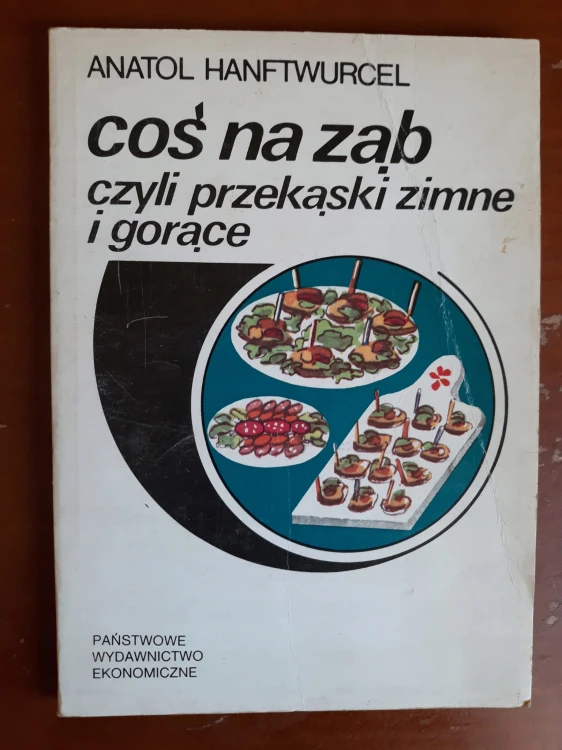 ANATOL HANFTWURCEL
coś na ząb
czyli przekąski zimne
i gorące
PAŃSTWOWE
WYDAWNICTWO
EKONOMICZNE